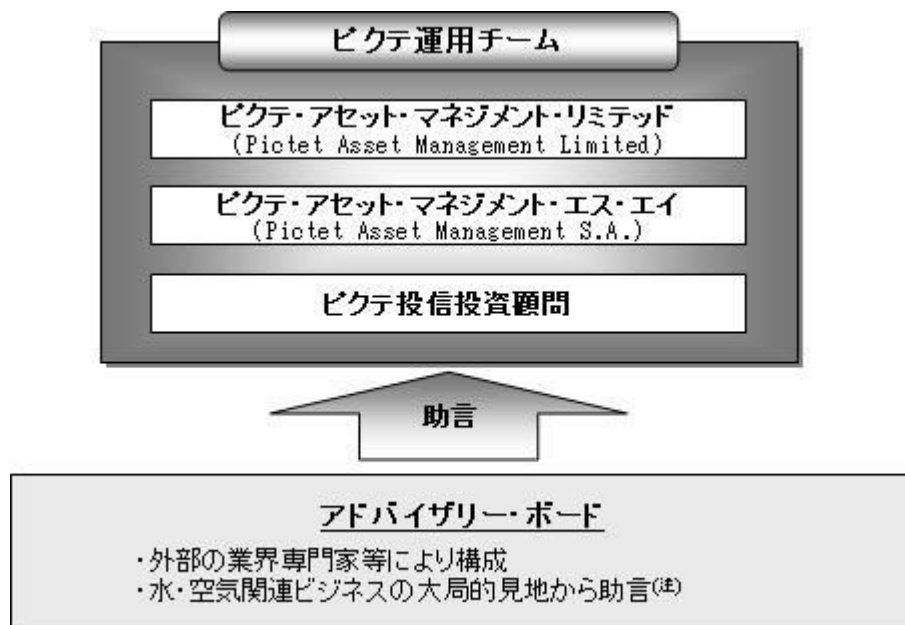 ピクテ運用チーム
ピクテ・アセット・マネジメント・リミテッド
(Pictet Asset Management Limited)
ピクテ・アセット・マネジメント・エス・エイ
(Pictet Asset Management S.A.)
ピクテ投信投資顧問
助言
アドバイザリー・ボード
・外部の業界専門家等により構成
・水・空気関連ビジネスの大局的見地から助言(注)